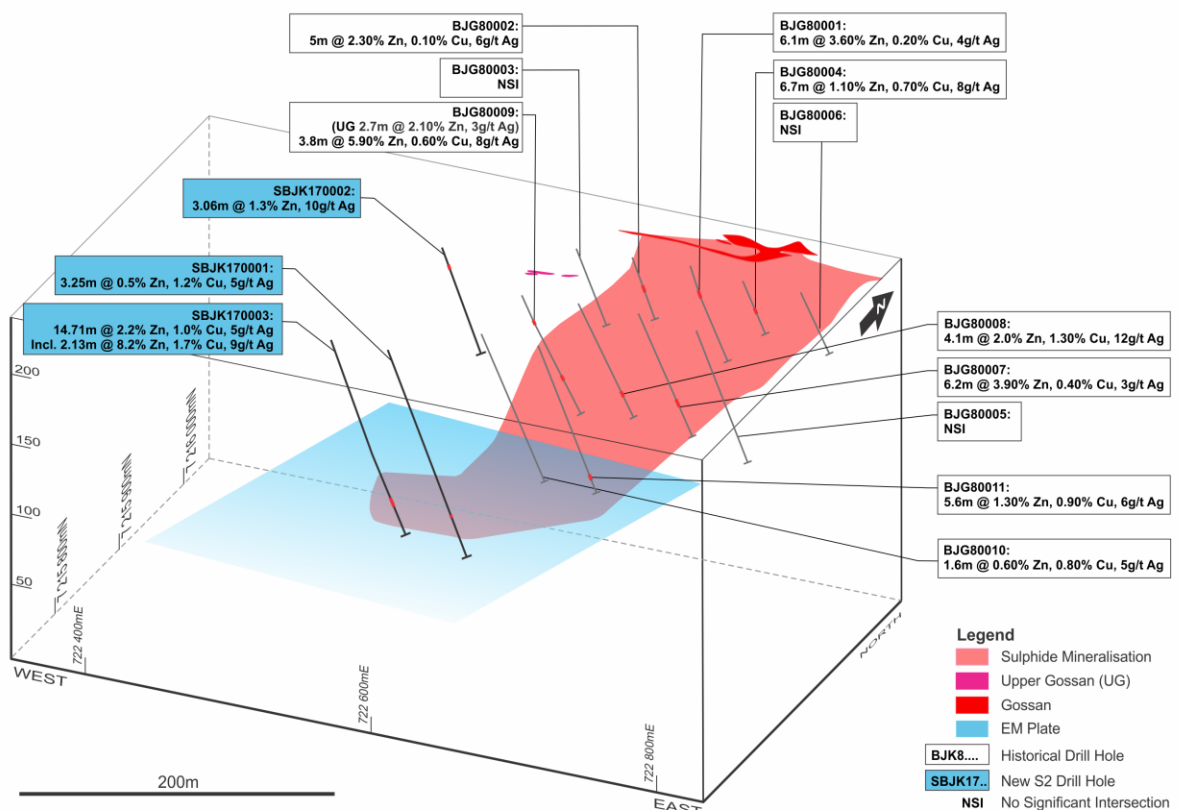 BJG80002:
5m @ 2.30% Zn, 0.10% Cu, 6g/t Ag
BJG80001:
6.1m @ 3.60% Zn, 0.20% Cu, 4g/t Ag
BJG80003:
NSI
BJG80004:
6.7m @ 1.10% Zn, 0.70% Cu, 8g/t Ag
BJG80009:
(UG 2.7m @ 2.10% Zn, 3g/t Ag)
3.8m @ 5.90% Zn, 0.60% Cu, 8g/t Ag
BJG80006:
NSI
SBJK170002:
3.06m @ 1.3% Zn, 10g/t Ag
SBJK170001:
3.25m @ 0.5% Zn, 1.2% Cu, 5g/t Ag
SBJK170003:
14.71m @ 2.2% Zn, 1.0% Cu, 5g/t Ag
Incl. 2.13m @ 8.2% Zn, 1.7% Cu, 9g/t Ag
N
BJG80008:
4.1m @ 2.0% Zn, 1.30% Cu, 12g/t Ag
BJG80007:
6.2m @ 3.90% Zn, 0.40% Cu, 3g/t Ag
BJG80005:
NSI
BJG80011:
5.6m @ 1.30% Zn, 0.90% Cu, 6g/t Ag
BJG80010:
1.6m @ 0.60% Zn, 0.80% Cu, 5g/t Ag
200
150
100
50
WEST
722 400mE
722 600mE
722 800mE
EAST
NORTH
200m
Legend
Sulphide Mineralisation
Upper Gossan (UG)
Gossan
EM Plate
BJK8.... Historical Drill Hole
SBJK17.. New S2 Drill Hole
NSI No Significant Intersection